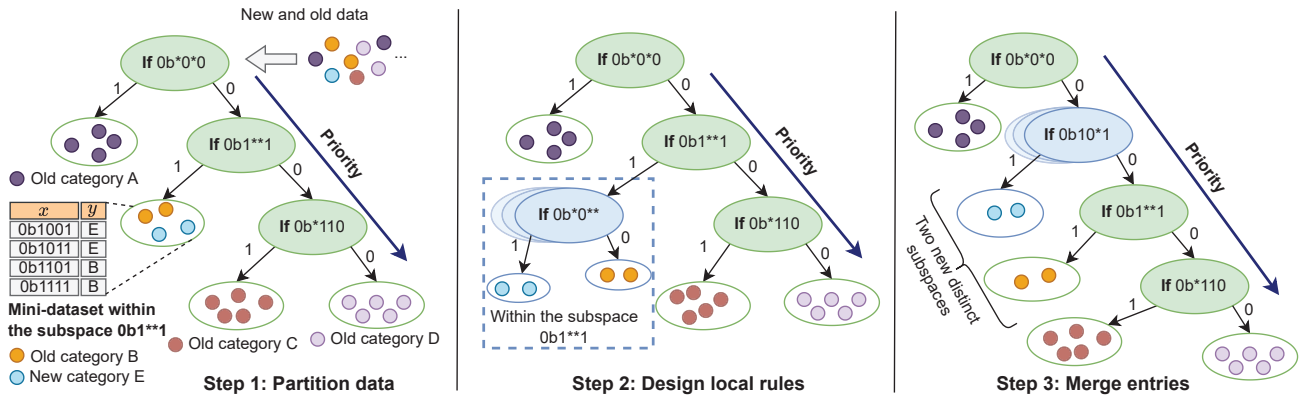 New and old data
...
If 0b*0*0
1
0
If 0b1**1
Priority
1
0
Old category A
If 0b*110
x y
0b1001 E
0b1011 E
0b1101 B
0b1111 B
1
0
Mini-dataset within
the subspace 0b1**1
Old category B
New category E
Old category C
Old category D
Step 1: Partition data
If 0b*0*0
1
0
If 0b1**1
Priority
1
0
If 0b*0**
If 0b*110
1
0
1
0
Within the subspace
0b1**1
Step 2: Design local rules
If 0b*0*0
1
0
If 0b10*1
Priority
1
0
If 0b1**1
Two new distinct
subspaces
1
0
If 0b*110
1
0
Step 3: Merge entries